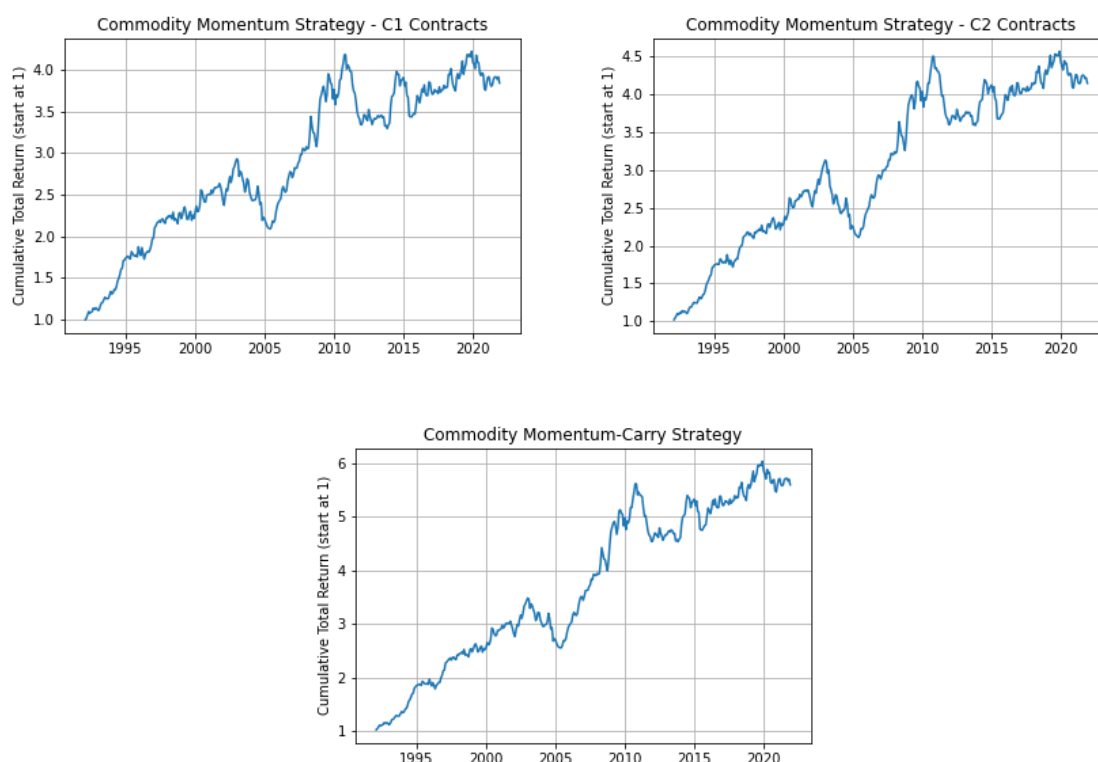 Commodity Momentum Strategy - C1 Contracts
Cumulative Total Return (start at 1)
4.0
3.5
3.0
2.5
2.0
1.5
1.0
1995 2000 2005 2010 2015 2020
Commodity Momentum Strategy - C2 Contracts
Cumulative Total Return (start at 1)
4.5
4.0
3.5
3.0
2.5
2.0
1.5
1.0
1995 2000 2005 2010 2015 2020
Commodity Momentum-Carry Strategy
Cumulative Total Return (start at 1)
6
5
4
3
2
1
1995 2000 2005 2010 2015 2020